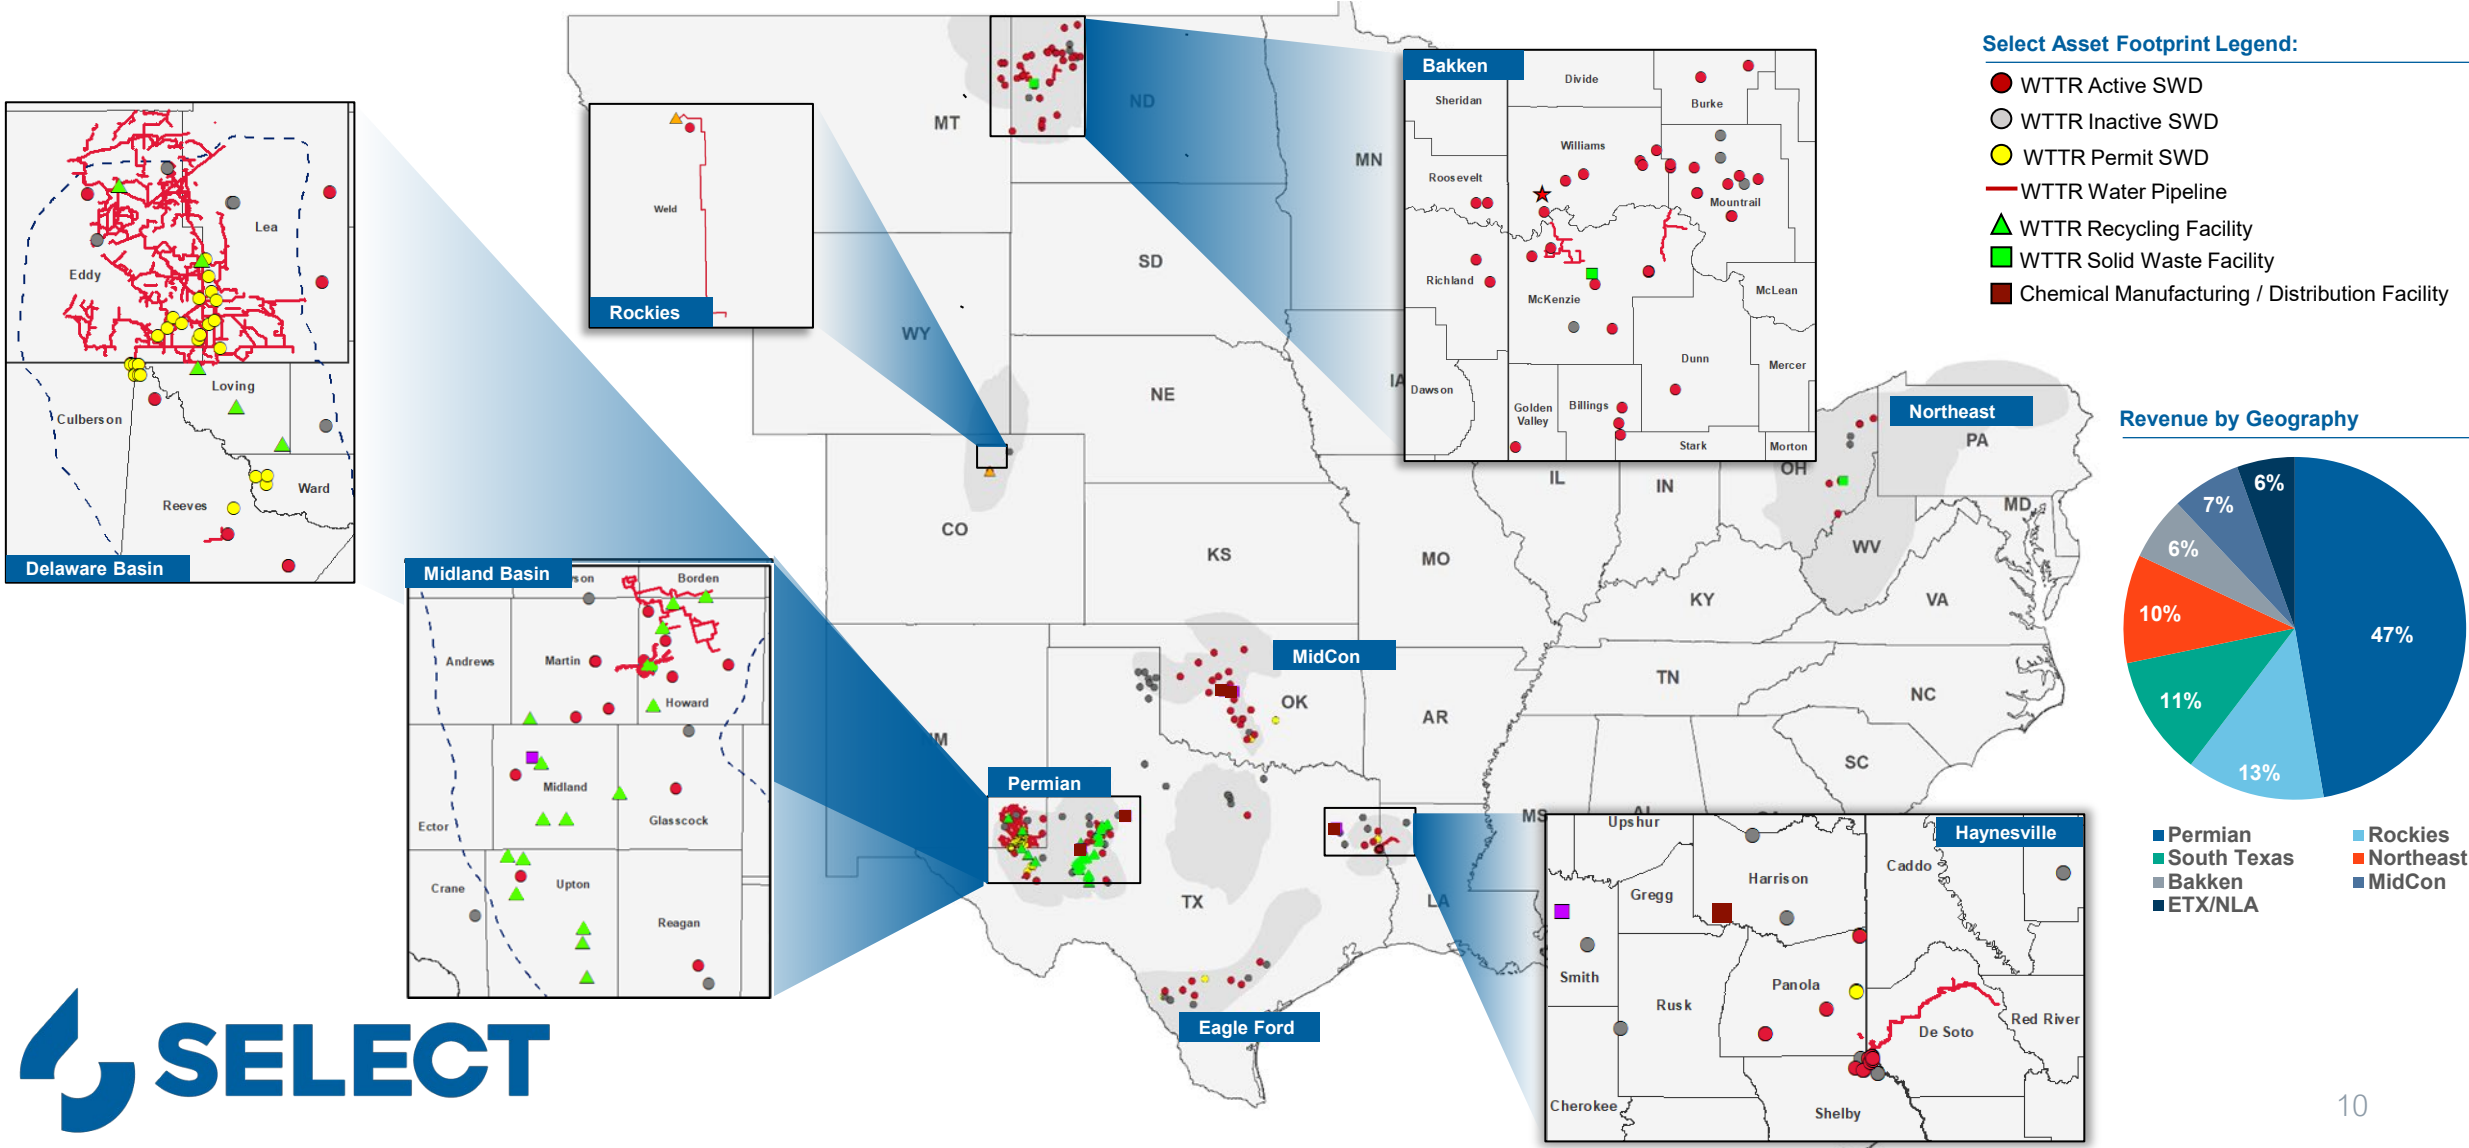 Select Asset Footprint Legend:
WTTR Active SWD
WTTR Inactive SWD
WTTR Permit SWD
WTTR Water Pipeline
WTTR Recycling Facility
WTTR Solid Waste Facility
Chemical Manufacturing / Distribution Facility
Bakken
Divide
Sheridan
Burke
Williams
Roosevelt
Mountrail
Richland
McKenzie
McLean
Dunn
Mercer
Dawson
Golden
Valley
Billings
Stark
Morton
Weld
Rockies
Lea
Eddy
Loving
Culberson
Ward
Reeves
Delaware Basin
Midland Basin
Borden
Andrews
Martin
Howard
Midland
Ector
Glasscock
Crane
Upton
Reagan
MT
ND
MN
SD
WY
NE
IA
CO
KS
MO
IL
IN
OH
PA
MD
WV
VA
KY
TN
NC
SC
OK
AR
MS
TX
LA
Northeast
MidCon
Permian
Eagle Ford
Haynesville
Upshur
Harrison
Caddo
Gregg
Smith
Rusk
Panola
De Soto
Red River
Cherokee
Shelby
Revenue by Geography
47%
13%
11%
10%
6%
7%
6%
Permian
Rockies
South Texas
Northeast
Bakken
MidCon
ETX/NLA
SELECT
10